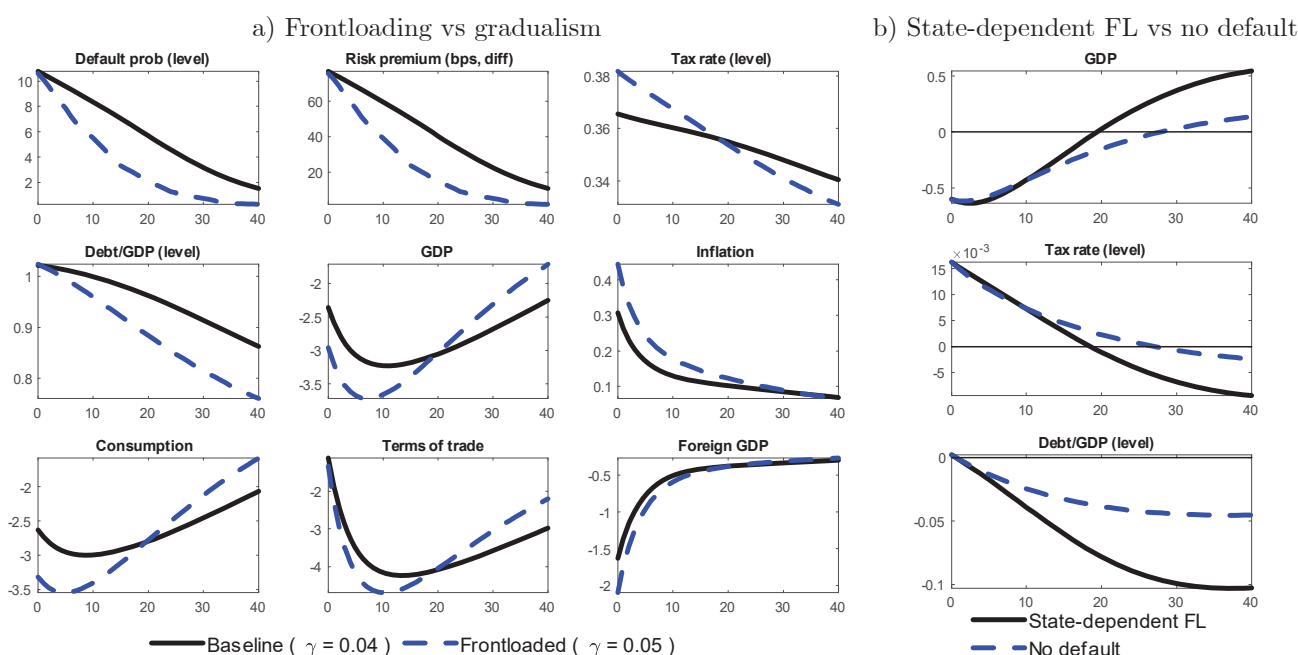 a) Frontloading vs gradualism
b) State-dependent FL vs no default
Default prob (level)
10
8
6
4
2
0 10 20 30 40
Risk premium (bps, diff)
60
40
20
0 10 20 30 40
Tax rate (level)
0.38
0.36
0.34
0 10 20 30 40
GDP
0.5
0
-0.5
0 10 20 30 40
Debt/GDP (level)
1
0.9
0.8
0 10 20 30 40
GDP
-2
-2.5
-3
-3.5
0 10 20 30 40
Inflation
0.4
0.3
0.2
0.1
0 10 20 30 40
Tax rate (level)
×10-3
15
10
5
0
-5
0 10 20 30 40
Consumption
-2
-2.5
-3
-3.5
0 10 20 30 40
Terms of trade
-2
-3
-4
0 10 20 30 40
Foreign GDP
-0.5
-1
-1.5
-2
0 10 20 30 40
Debt/GDP (level)
0
-0.05
-0.1
0 10 20 30 40
Baseline ( γ = 0.04 ) Frontloaded ( γ = 0.05 )
State-dependent FL
No default